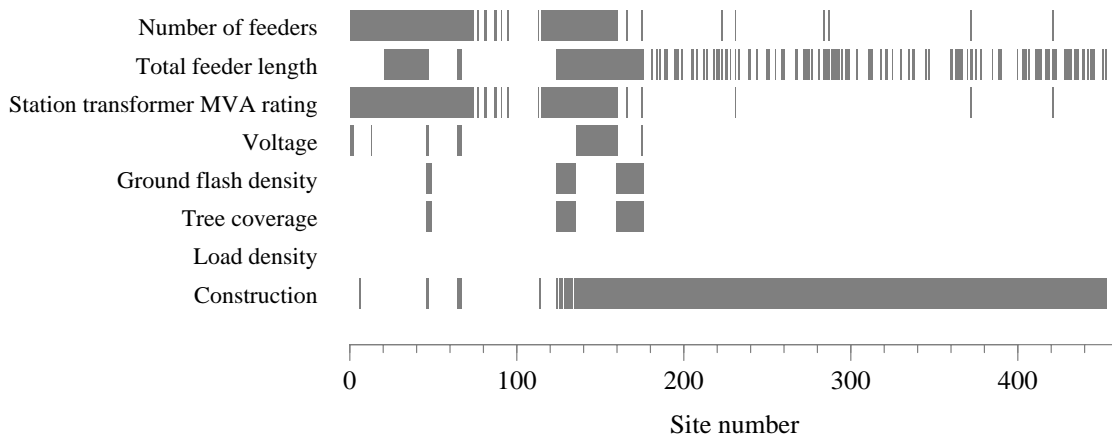 Number of feeders
Total feeder length
Station transformer MVA rating
Voltage
Ground flash density
Tree coverage
Load density
Construction
0 100 200 300 400
Site number